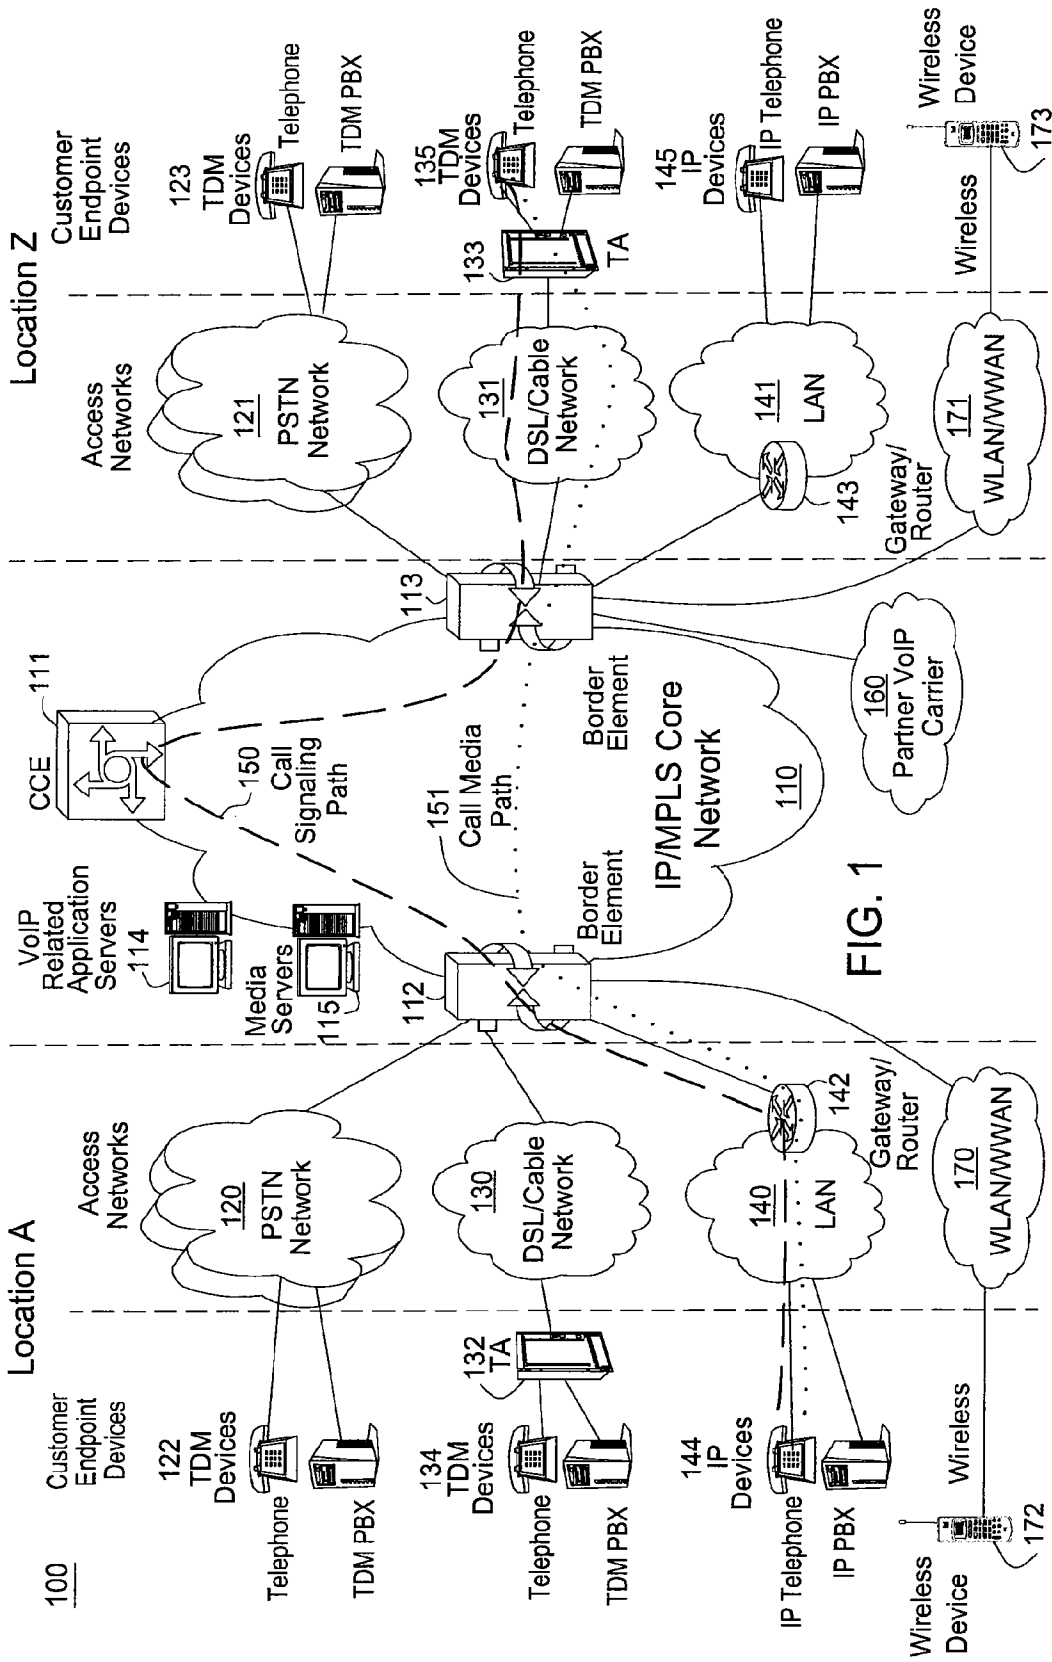 100
Location A
Location Z
Customer
Endpoint
Devices
Access
Networks
VoIP
Related
Application
Servers
114
CCE
111
Access
Networks
Customer
Endpoint
Devices
122
TDM
Devices
Telephone
TDM PBX
120
PSTN
Network
Media
Servers
115
150
Call
Signaling
Path
121
PSTN
Network
123
TDM
Devices
Telephone
TDM PBX
134
TDM
Devices
Telephone
TDM PBX
132
TA
130
DSL/Cable
Network
112
151
Call Media
Path
113
131
DSL/Cable
Network
133
TA
135
TDM
Devices
Telephone
TDM PBX
Border
Element
Border
Element
IP/MPLS Core
Network
110
144
IP
Devices
IP Telephone
IP PBX
140
LAN
142
Gateway/
Router
141
LAN
143
Gateway/
Router
145
IP
Devices
IP Telephone
IP PBX
160
Partner VoIP
Carrier
Wireless
Device
172
Wireless
170
WLAN/WWAN
171
WLAN/WWAN
Wireless
Wireless
Device
173
FIG. 1